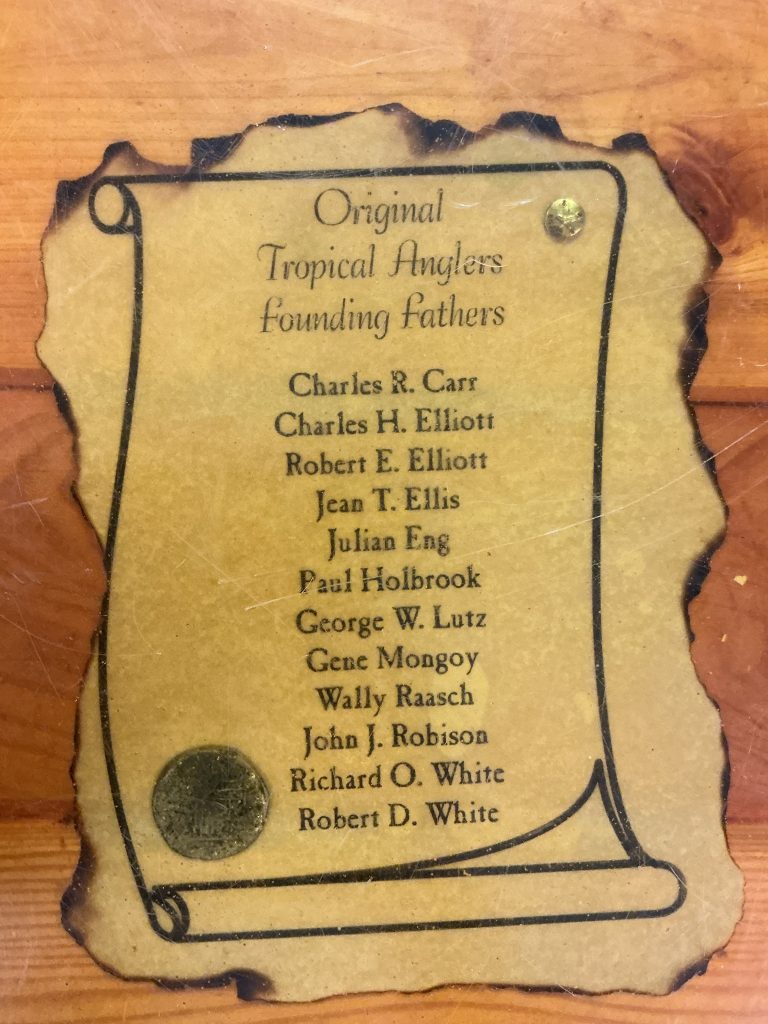 Original
Tropical Anglers
Founding Fathers
Charles R. Carr
Charles H. Elliott
Robert E. Elliott
Jean T. Ellis
Julian Eng
Paul Holbrook
George W. Lutz
Gene Mongoy
Wally Raasch
John J. Robison
Richard O. White
Robert D. White